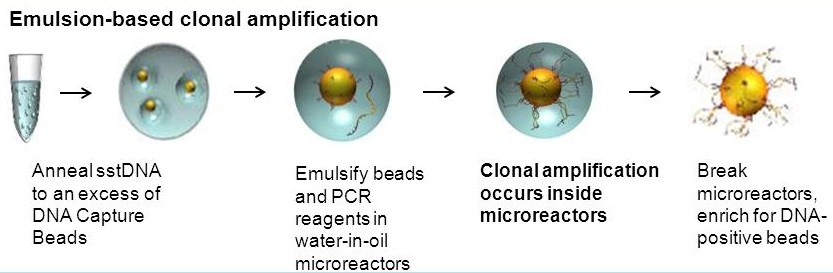 Emulsion-based clonal amplification
Anneal sstDNA
to an excess of
DNA Capture
Beads
Emulsify beads
and PCR
reagents in
water-in-oil
microreactors
Clonal amplification
occurs inside
microreactors
Break
microreactors,
enrich for DNA-
positive beads